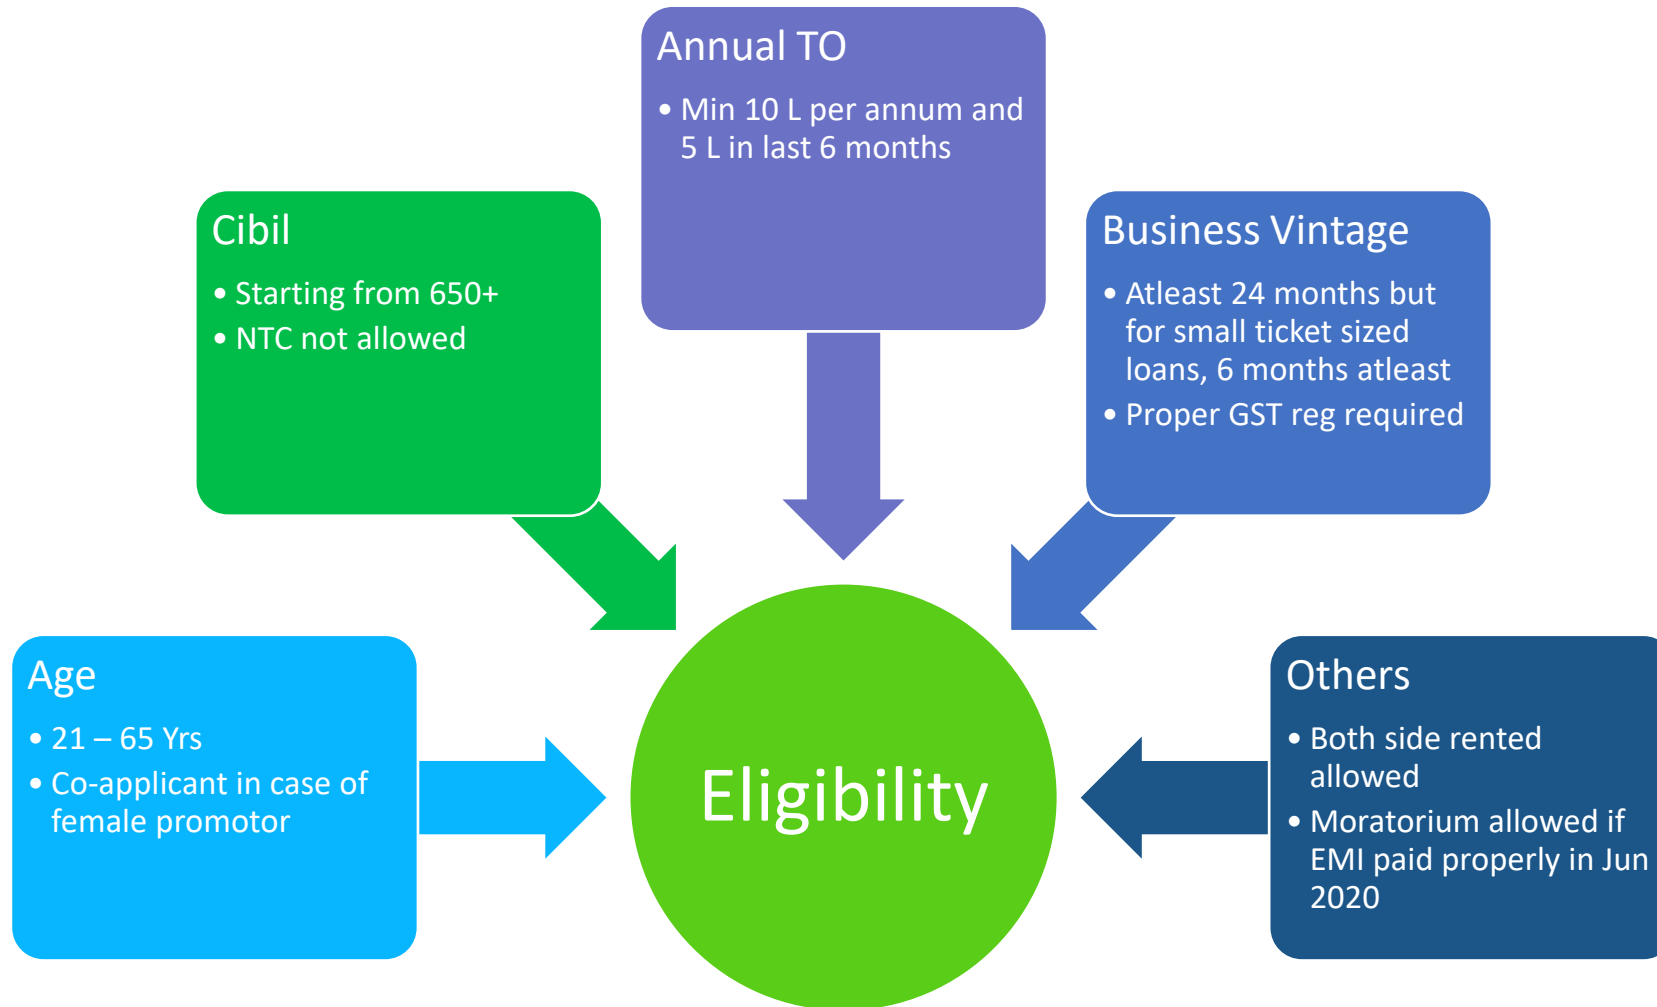 Annual TO
• Min 10 L per annum and
5 L in last 6 months
Cibil
• Starting from 650+
• NTC not allowed
Business Vintage
• Atleast 24 months but
for small ticket sized
loans, 6 months atleast
• Proper GST reg required
Age
• 21 – 65 Yrs
• Co-applicant in case of
female promotor
Eligibility
Others
• Both side rented
allowed
• Moratorium allowed if
EMI paid properly in Jun
2020